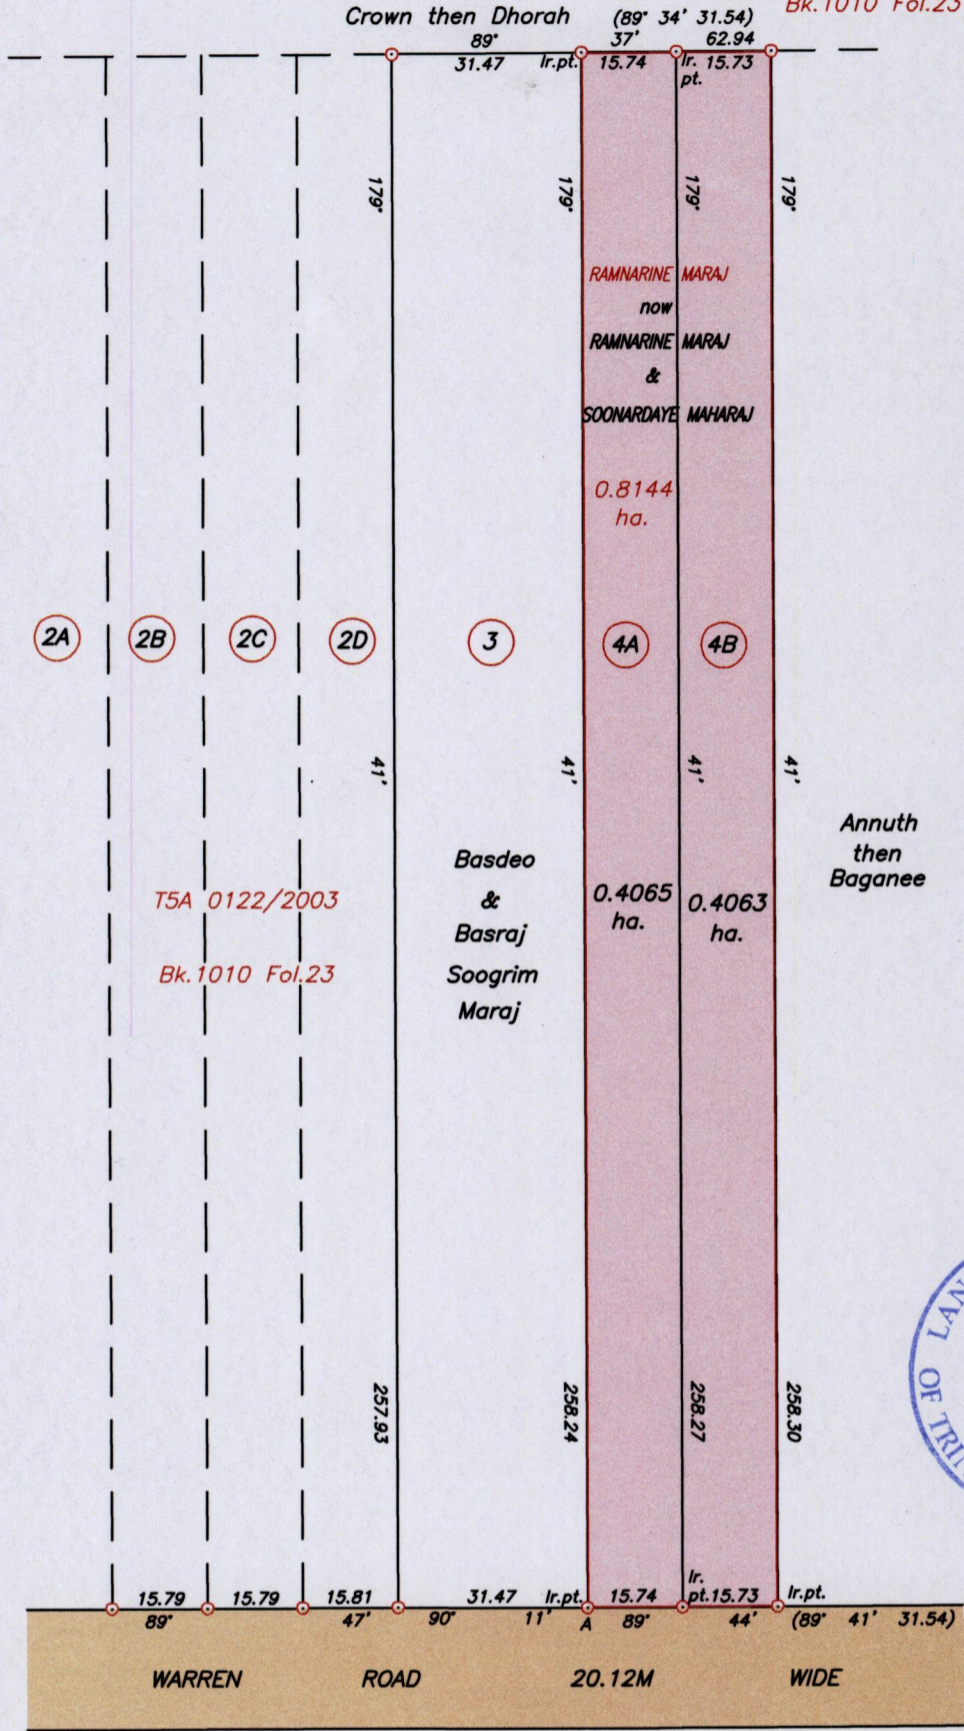 Bk.1010 Fol.23
Crown then Dhorah (89° 34' 31.54)
89° 37' 62.94
31.47 Ir.pt. 15.74 Ir. pt. 15.73
179° 179° 179° 179°
RAMNARINE MARAJ
now
RAMNARINE MARAJ
&
SOONARDAYE MAHARAJ
0.8144
ha.
2A 2B 2C 2D 3 4A 4B
41' 41' 41' 41'
Annuth
then
Baganee
Basdeo
&
Basraj
Soogrim
Maraj
T5A 0122/2003
Bk.1010 Fol.23
0.4065
ha.
0.4063
ha.
257.93 258.24 258.27 258.30
LAN
OF TRI
15.79 15.79 15.81 31.47 Ir.pt. 15.74 Ir. pt. 15.73 Ir.pt.
89° 47' 90° 11' A 89° 44' (89° 41' 31.54)
WARREN ROAD 20.12M WIDE